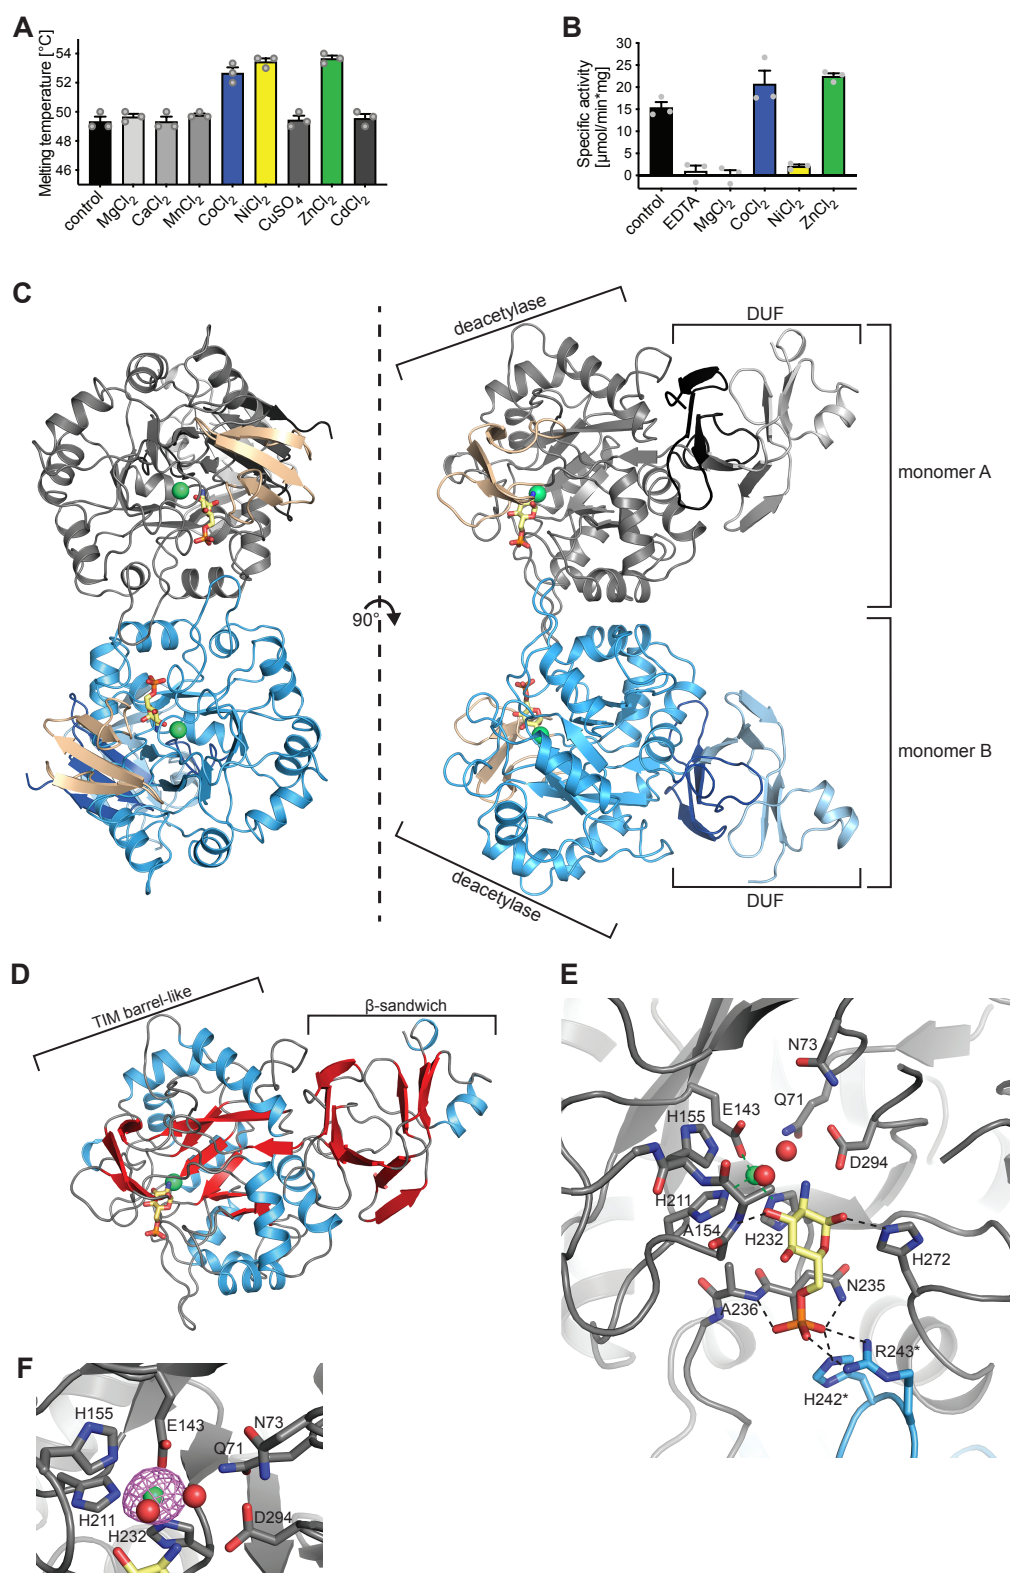 A
Melting temperature [°C]
54
52
50
48
46
control
MgCl2
CaCl2
MnCl2
CoCl2
NiCl2
CuSO4
ZnCl2
CdCl2
B
Specific activity
[µmol/min*mg]
30
25
20
15
10
5
0
control
EDTA
MgCl2
CoCl2
NiCl2
ZnCl2
C
deacetylase
DUF
monomer A
90°
monomer B
deacetylase
DUF
D
TIM barrel-like
β-sandwich
E
N73
Q71
E143
H155
D294
H211
A154
H232
H272
N235
A236
R243*
H242*
F
H155
E143
N73
Q71
H211
H232
D294